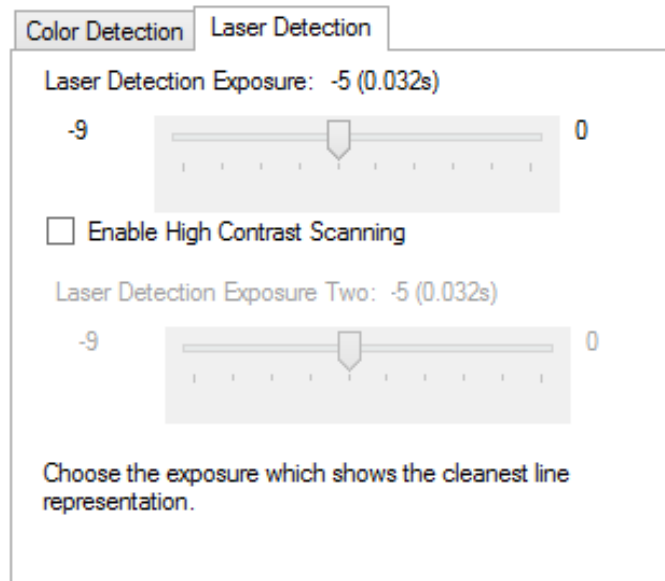 Color Detection
Laser Detection
Laser Detection Exposure: -5 (0.032s)
-9
0
Enable High Contrast Scanning
Laser Detection Exposure Two: -5 (0.032s)
-9
0
Choose the exposure which shows the cleanest line
representation.